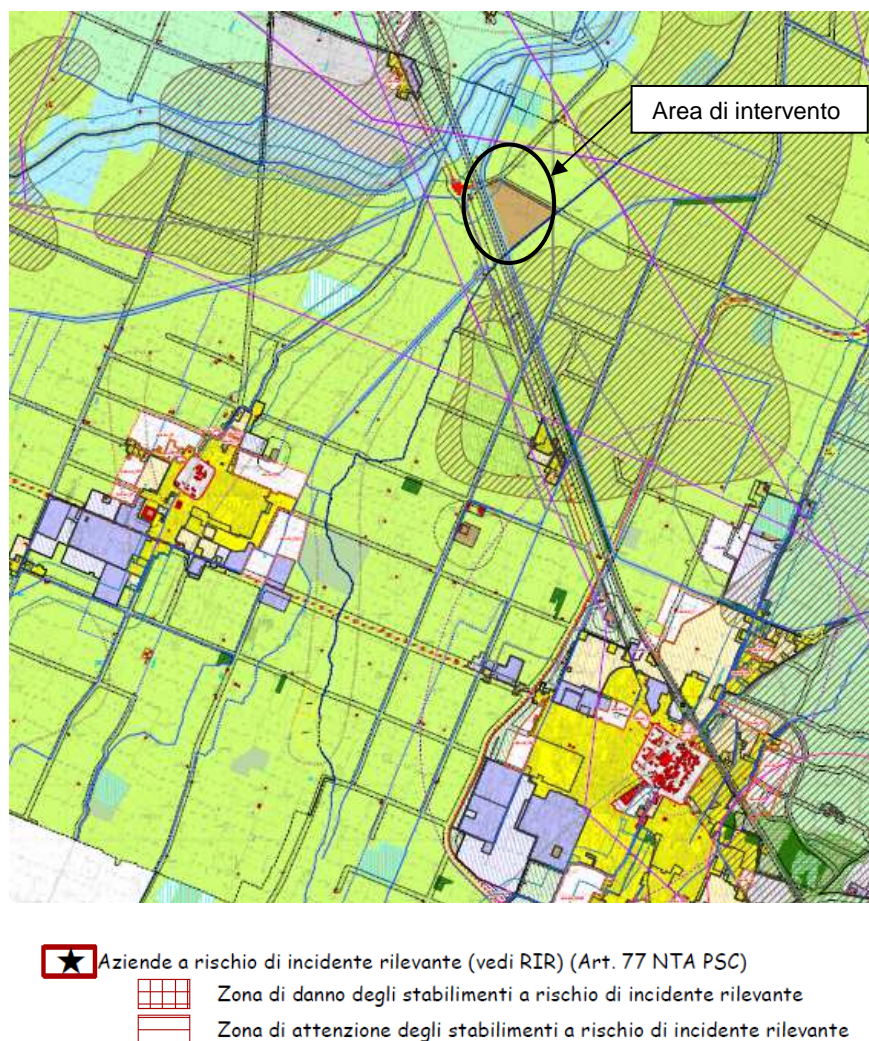 Area di intervento
Aziende a rischio di incidente rilevante (vedi RIR) (Art. 77 NTA PSC)
Zona di danno degli stabilimenti a rischio di incidente rilevante
Zona di attenzione degli stabilimenti a rischio di incidente rilevante